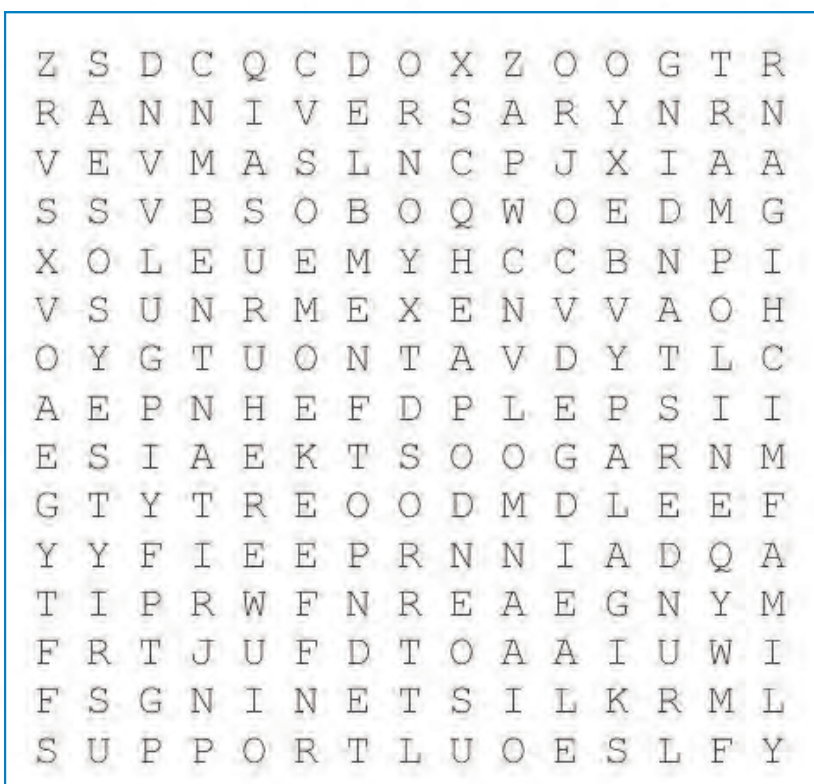 Z S D C Q C D O X Z O O G T R
R A N N I V E R S A R Y N R N
V E V M A S L N C P J X I A A
S S V B S O B O Q W O E D M G
X O L E U E M Y H C C B N P I
V S U N R M E X E N V V A O H
O Y G T U O N T A V D Y T L C
A E P N H E F D P L E P S I I
E S I A E K T S O O G A R N M
G T Y T R E O O D M D L E E F
Y Y F I E E P R N N I A D Q A
T I P R W F N R E A E G N Y M
F R T J U F D T O A A I U W I
F S G N I N E T S I L K R M L
S U P P O R T L U O E S L F Y